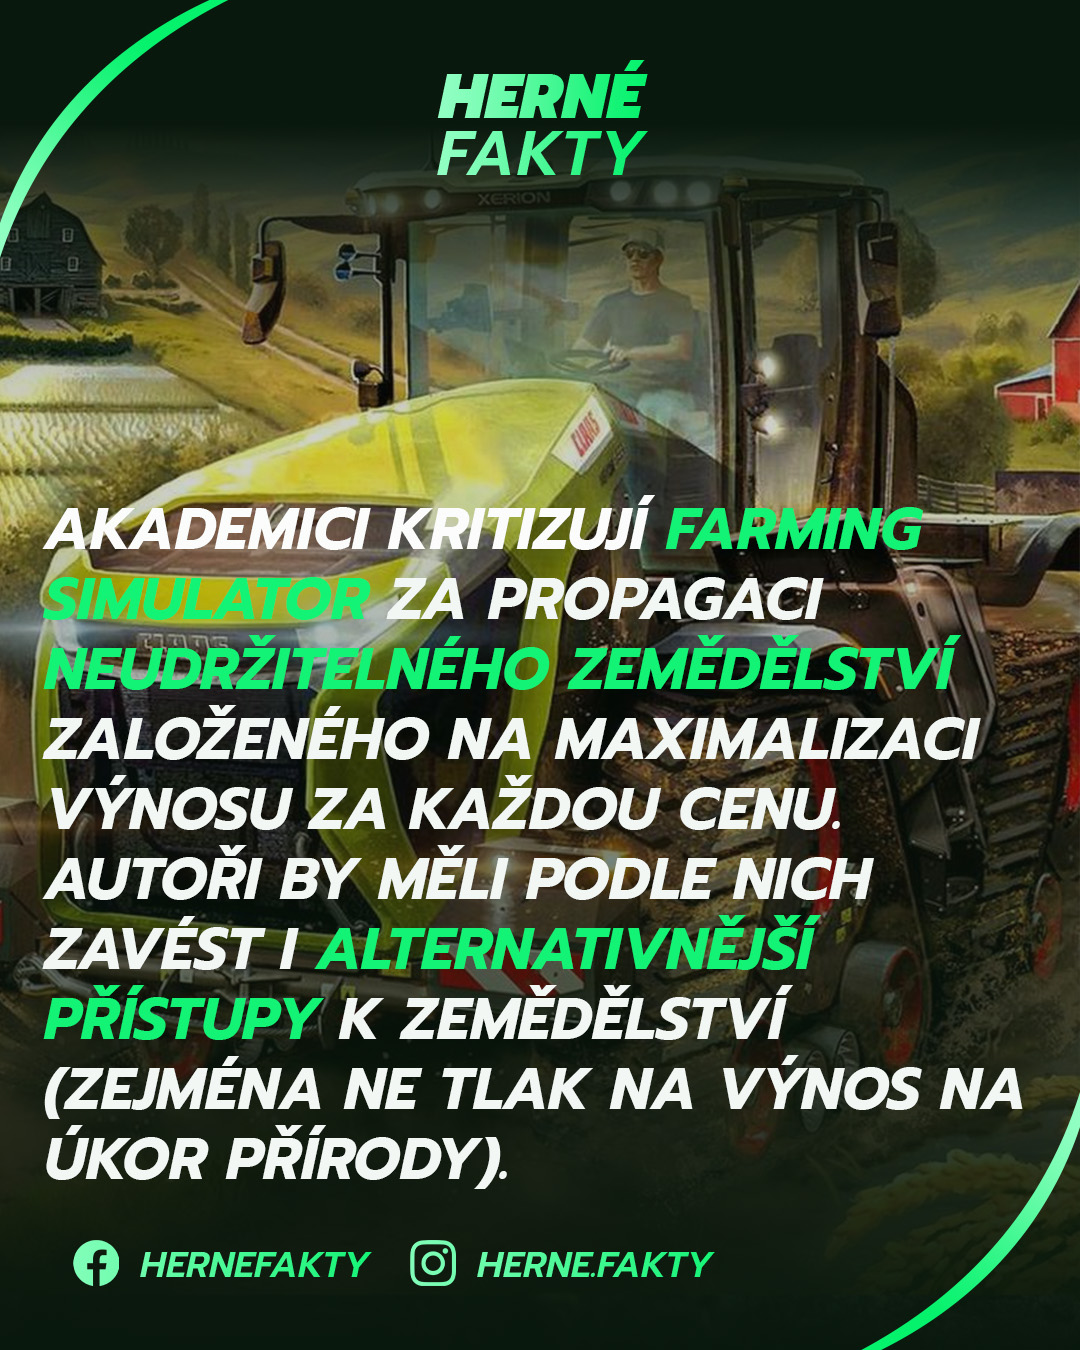 HERNÉ
FAKTY
XERION
CLAAS
AKADEMICI KRITIZUJÍ FARMING
SIMULATOR ZA PROPAGACI
NEUDRŽITELNÉHO ZEMĚDĚLSTVÍ
ZALOŽENÉHO NA MAXIMALIZACI
VÝNOSU ZA KAŽDOU CENU.
AUTOŘI BY MĚLI PODLE NICH
ZAVÉST I ALTERNATIVNĚJŠÍ
PŘÍSTUPY K ZEMĚDĚLSTVÍ
(ZEJMÉNA NE TLAK NA VÝNOS NA
ÚKOR PŘÍRODY).
HERNEFAKTY HERNE.FAKTY